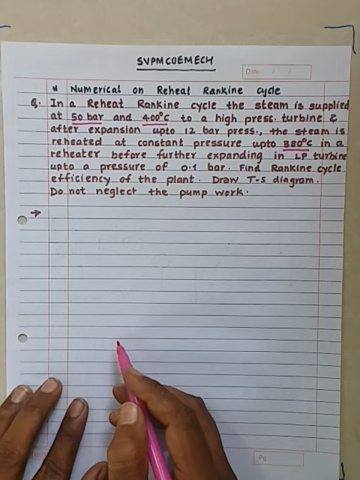 SVPMCOEMECH
Date:
* Numerical on Reheat Rankine Cycle
Q. In a Reheat Rankine cycle the steam is supplied
at 50 bar and 400°C to a high press. turbine &
after expansion upto 12 bar press., the steam is
reheated at constant pressure upto 380°C in a
reheater before further expanding in LP turbine
upto a pressure of 0.1 bar. Find Rankine cycle
efficiency of the plant. Draw T-S diagram.
Do not neglect the pump work.
→
Pg.